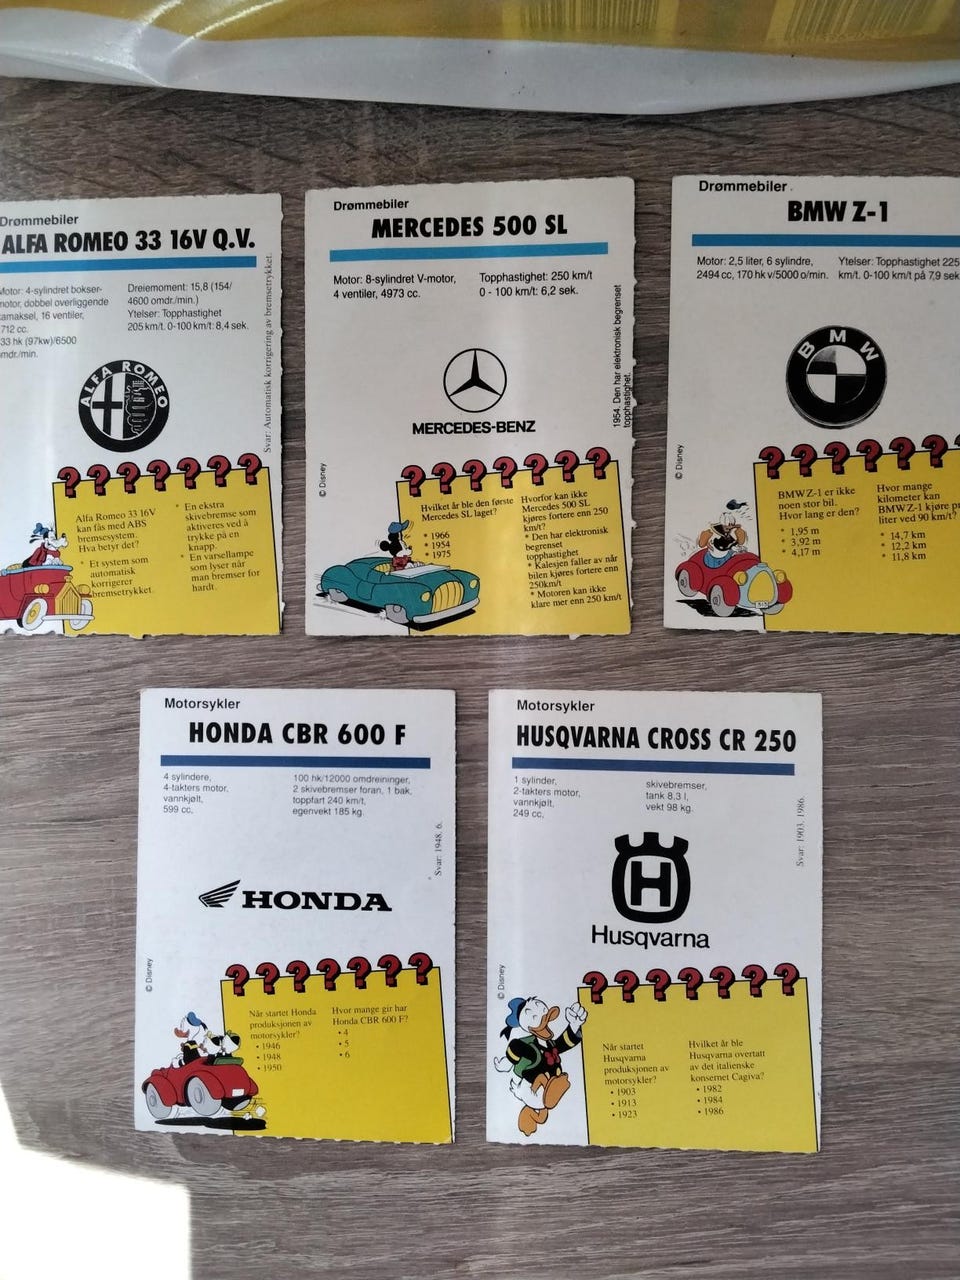 Drømmebiler
ALFA ROMEO 33 16V Q.V.
Motor: 4-sylindret bokser-
motor, dobbel overliggende
kamaksel, 16 ventiler,
712 cc.
33 hk (97kw)/6500
omdr./min.
Dreiemoment: 15,8 (154/
4600 omdr./min.)
Ytelser: Topphastighet
205 km/t. 0-100 km/t: 8,4 sek.
Svar: Automatisk korrigering av bremsetrykket.
ALFA ROMEO
? ? ? ? ? ? ?
Alfa Romeo 33 16V
kan fås med ABS
bremsesystem.
Hva betyr det?
* Et system som
automatisk
korrigerer
bremsetrykket.
* En ekstra
skivebremse som
aktiveres ved å
trykke på en
knapp.
* En varsellampe
som lyser når
man bremser for
hardt.
Drømmebiler
MERCEDES 500 SL
Motor: 8-sylindret V-motor,
4 ventiler, 4973 cc.
Topphastighet: 250 km/t
0 - 100 km/t: 6,2 sek.
1954. Den har elektronisk begrenset
topphastighet.
MERCEDES-BENZ
© Disney
? ? ? ? ? ? ?
Hvilket år ble den første
Mercedes SL laget?
* 1966
* 1954
* 1975
Hvorfor kan ikke
Mercedes 500 SL
kjøres fortere enn 250
km/t?
* Den har elektronisk
begrenset
topphastighet
* Kalesjen faller av når
bilen kjøres fortere enn
250km/t
* Motoren kan ikke
klare mer enn 250 km/t
Drømmebiler
BMW Z-1
Motor: 2,5 liter, 6 sylindre,
2494 cc, 170 hk v/5000 o/min.
Ytelser: Topphastighet 225
km/t. 0-100 km/t på 7,9 sek
BMW
© Disney
? ? ? ? ? ? ?
BMW Z-1 er ikke
noen stor bil.
Hvor lang er den?
* 1,95 m
* 3,92 m
* 4,17 m
Hvor mange
kilometer kan
BMW Z-1 kjøre p
liter ved 90 km/t?
* 14,7 km
* 12,2 km
* 11,8 km
Motorsykler
HONDA CBR 600 F
4 sylindere,
4-takters motor,
vannkjølt,
599 cc,
100 hk/12000 omdreininger,
2 skivebremser foran, 1 bak,
toppfart 240 km/t,
egenvekt 185 kg.
Svar: 1948. 6.
HONDA
© Disney
? ? ? ? ? ? ?
Når startet Honda
produksjonen av
motorsykler?
• 1946
• 1948
• 1950
Hvor mange gir har
Honda CBR 600 F?
• 4
• 5
• 6
Motorsykler
HUSQVARNA CROSS CR 250
1 sylinder,
2-takters motor,
vannkjølt,
249 cc,
skivebremser,
tank 8,3 l,
vekt 98 kg.
Svar: 1903. 1986.
H
Husqvarna
© Disney
? ? ? ? ? ? ?
Når startet
Husqvarna
produksjonen av
motorsykler?
• 1903
• 1913
• 1923
Hvilket år ble
Husqvarna overtatt
av det italienske
konsernet Cagiva?
• 1982
• 1984
• 1986